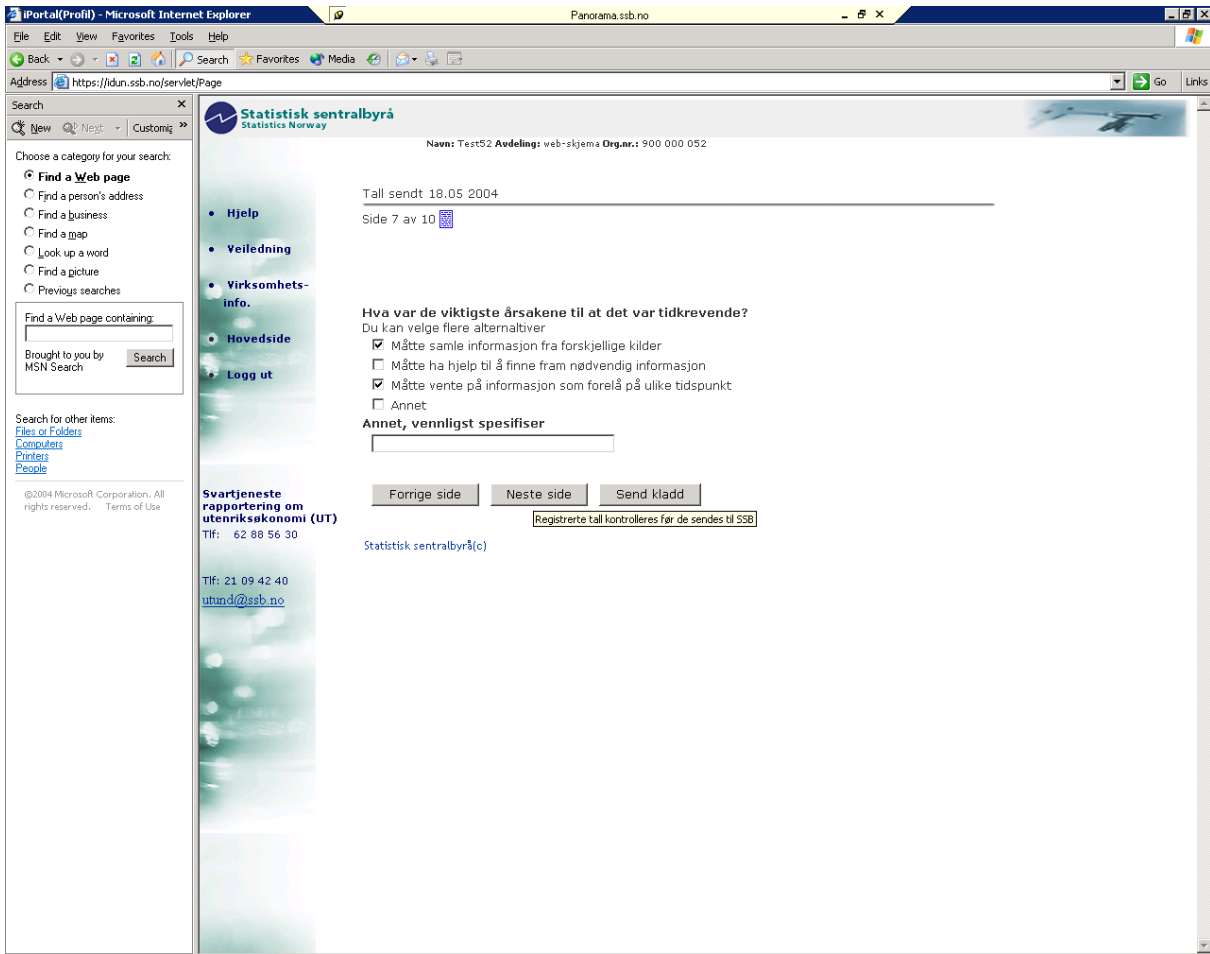 iPortal(Profil) - Microsoft Internet Explorer
Panorama.ssb.no
File Edit View Favorites Tools Help
Back Search Favorites Media
Address https://idun.ssb.no/servlet/Page Go Links
Search
New Next Customiz »
Choose a category for your search:
Find a Web page
Find a person's address
Find a business
Find a map
Look up a word
Find a picture
Previous searches
Find a Web page containing:
Brought to you by
MSN Search
Search
Search for other items:
Files or Folders
Computers
Printers
People
@2004 Microsoft Corporation. All
rights reserved. Terms of Use
Statistisk sentralbyrå
Statistics Norway
Navn: Test52 Avdeling: web-skjema Org.nr.: 900 000 052
• Hjelp
• Veiledning
• Virksomhets-
info.
• Hovedside
• Logg ut
Svartjeneste
rapportering om
utenriksøkonomi (UT)
Tlf: 62 88 56 30
Tlf: 21 09 42 40
utund@ssb.no
Tall sendt 18.05 2004
Side 7 av 10
Hva var de viktigste årsakene til at det var tidkrevende?
Du kan velge flere alternaltiver
Måtte samle informasjon fra forskjellige kilder
Måtte ha hjelp til å finne fram nødvendig informasjon
Måtte vente på informasjon som forelå på ulike tidspunkt
Annet
Annet, vennligst spesifiser
Forrige side Neste side Send kladd
Registrerte tall kontrolleres før de sendes til SSB
Statistisk sentralbyrå(c)